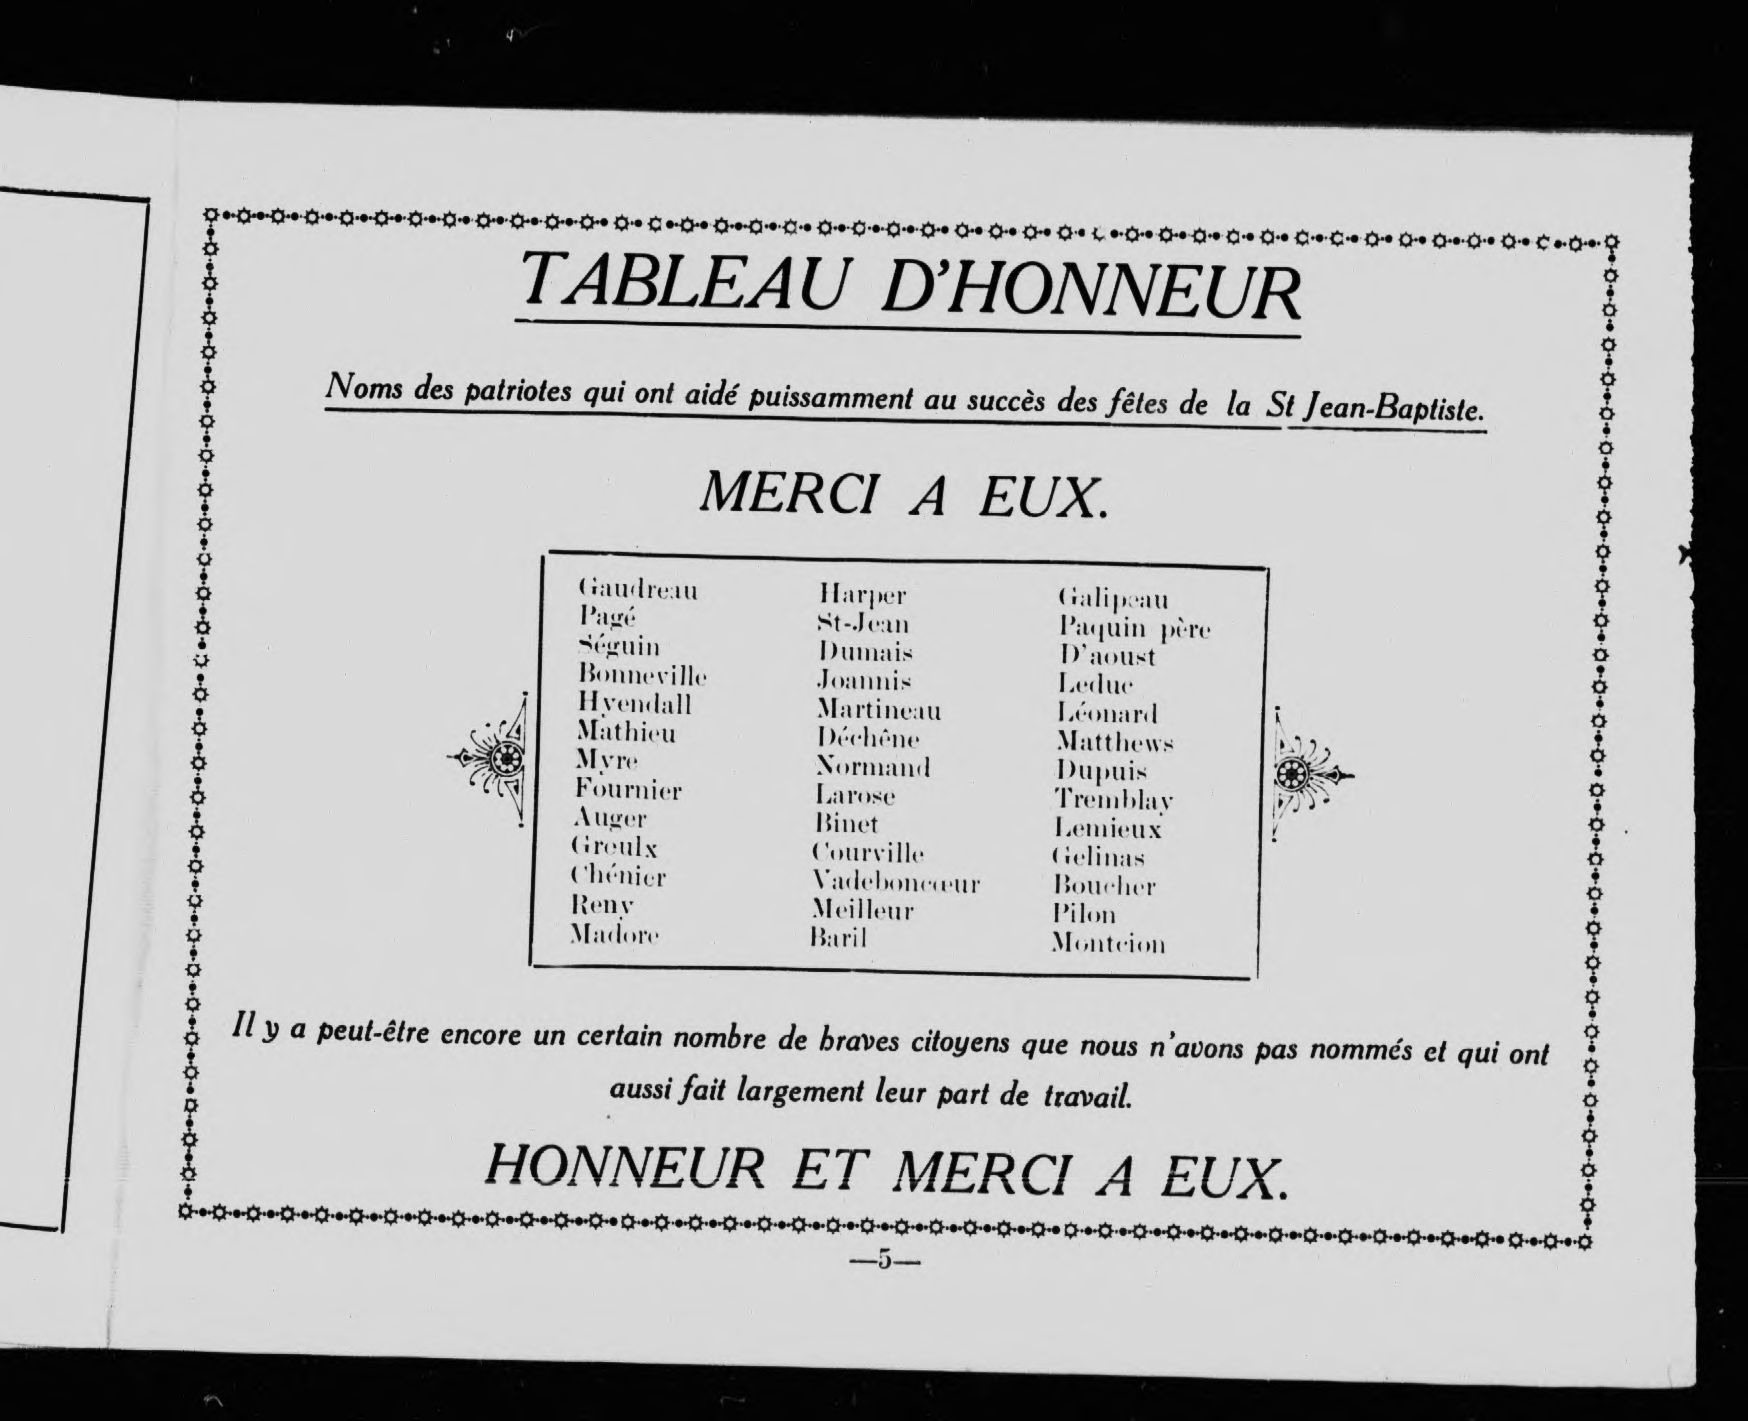 TABLEAU D'HONNEUR
Noms des patriotes qui ont aidé puissamment au succès des fêtes de la St Jean-Baptiste.
MERCI A EUX.
Gaudreau Harper Galipeau
Pagé St-Jean Paquin père
Séguin Dumais D'aoust
Bonneville Joannis Leduc
Hyendall Martineau Léonard
Mathieu Déchêne Matthews
Myre Normand Dupuis
Fournier Larose Tremblay
Auger Binet Lemieux
Greulx Courville Gelinas
Chénier Vadeboncœur Boucher
Reny Meilleur Pilon
Madore Baril Montcion
Il y a peut-être encore un certain nombre de braves citoyens que nous n'avons pas nommés et qui ont
aussi fait largement leur part de travail.
HONNEUR ET MERCI A EUX.
—5—